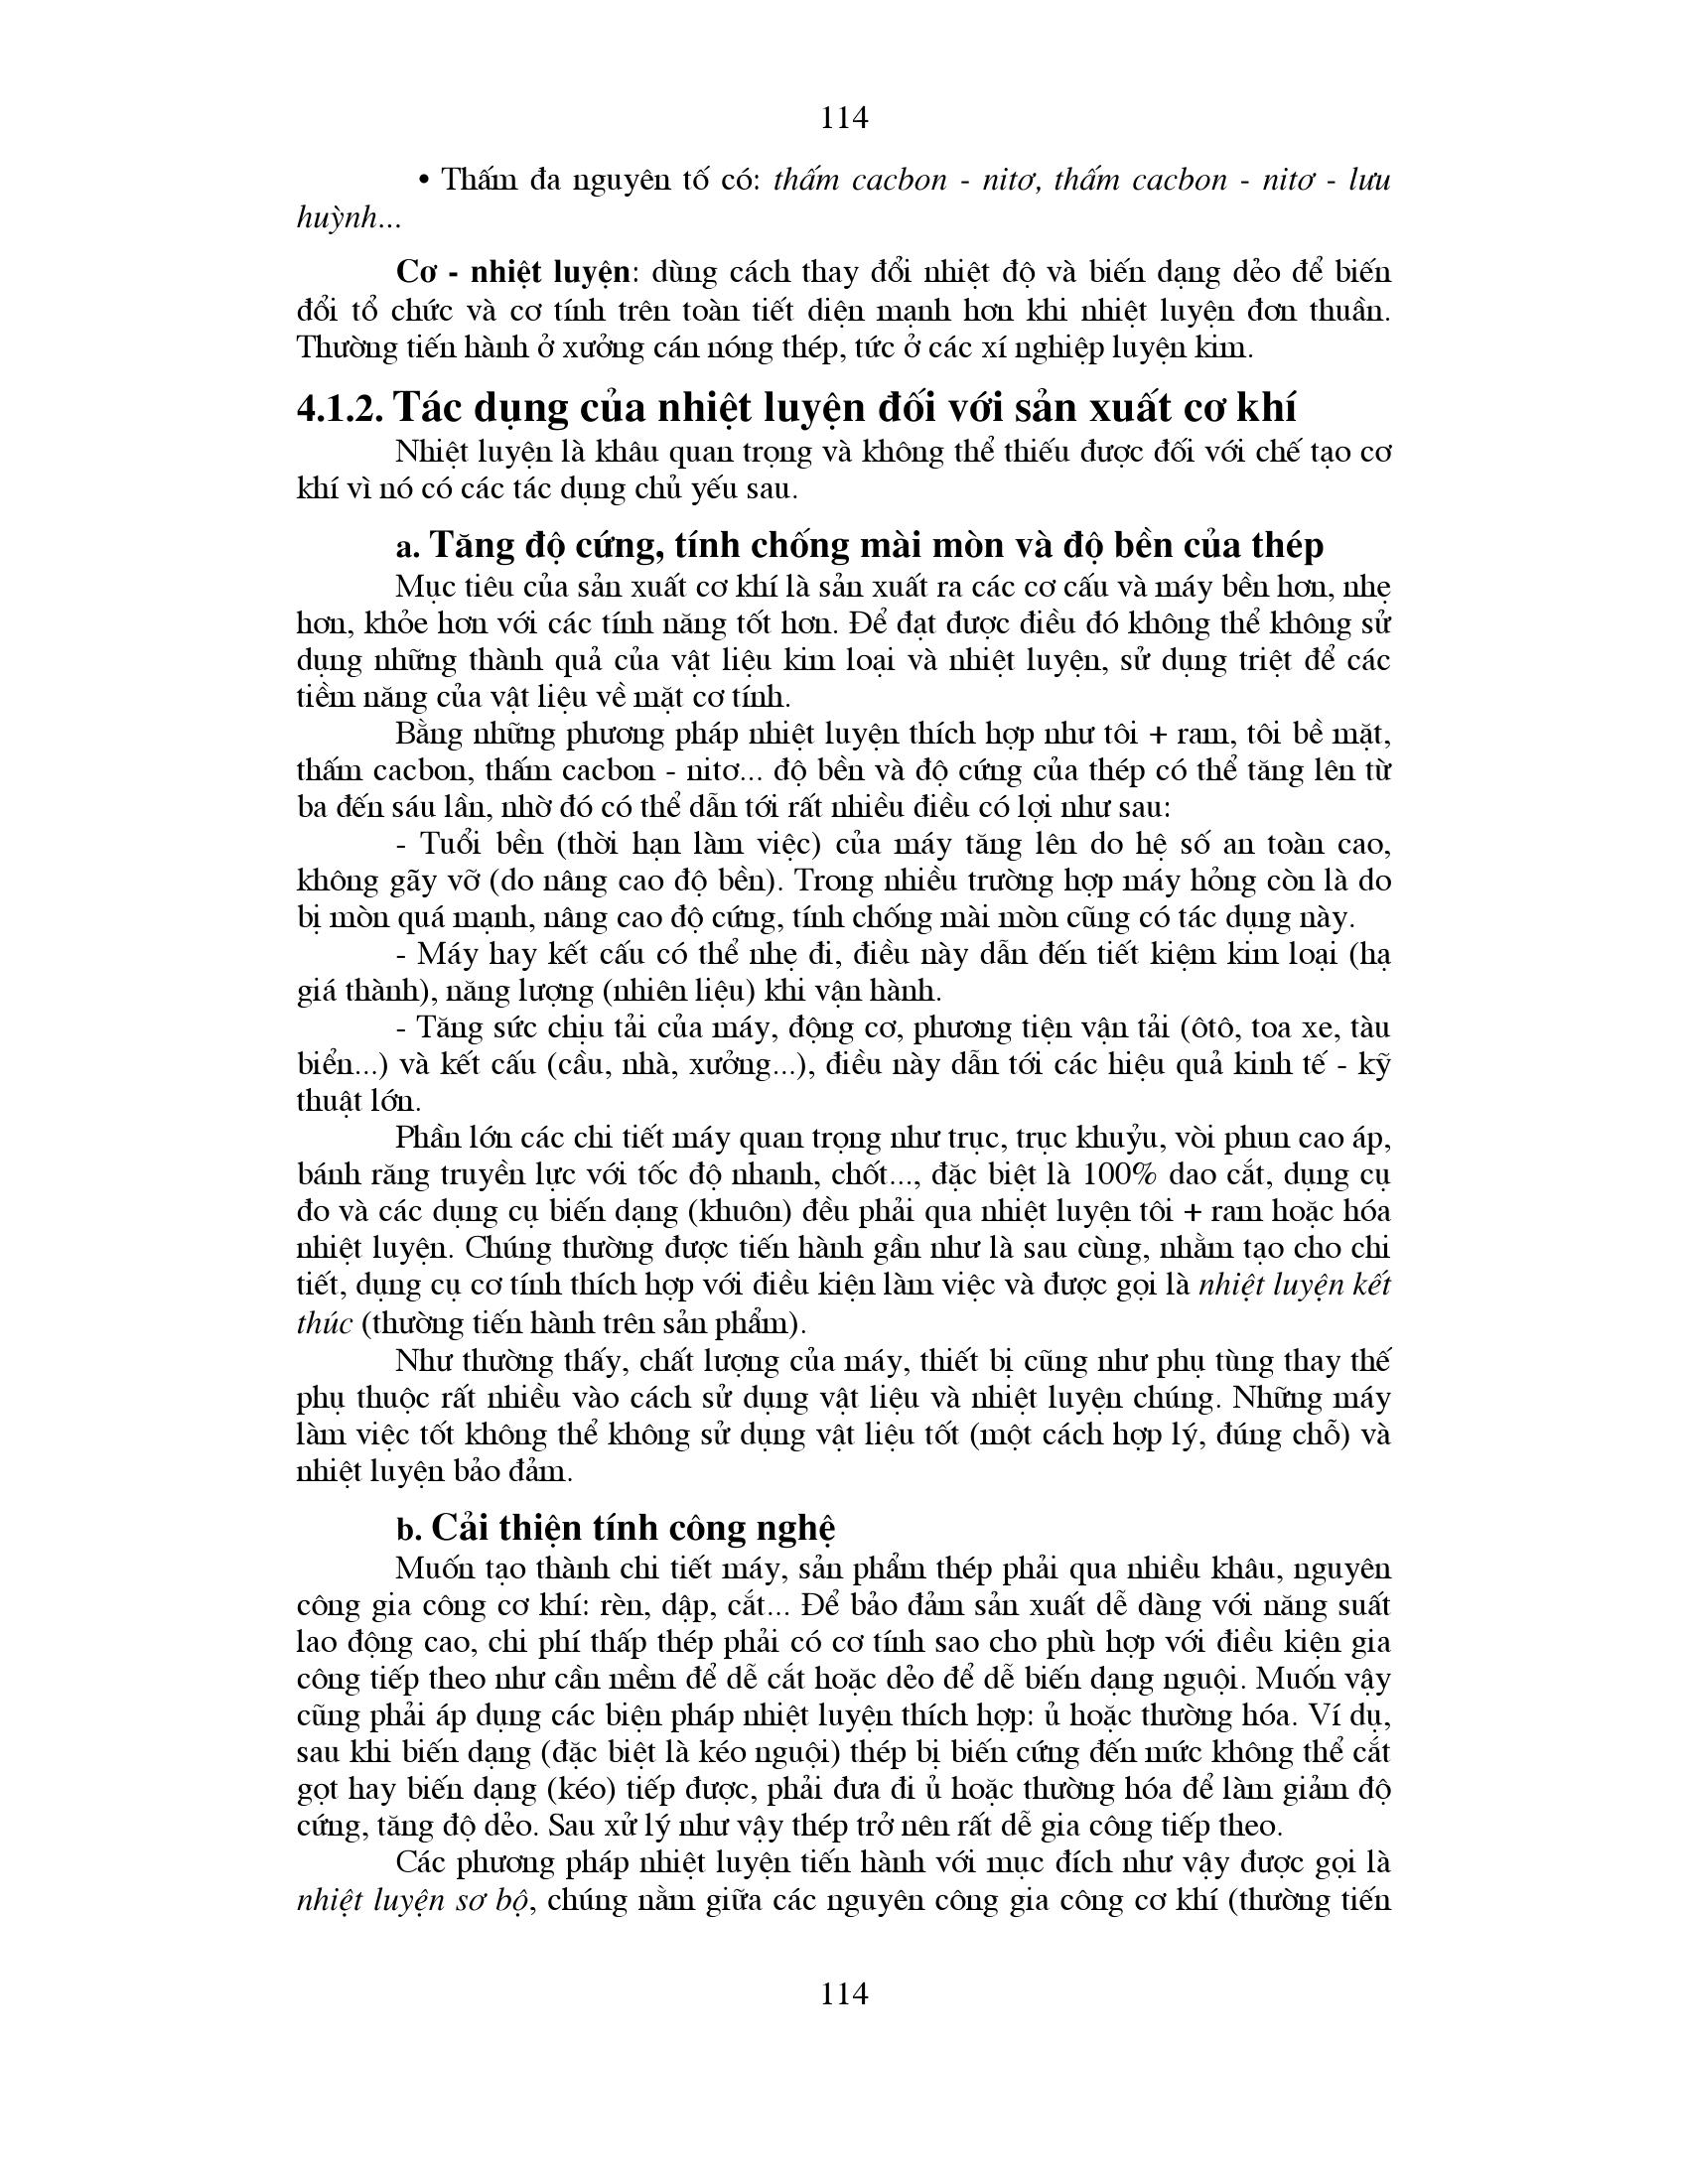 114
• Thấm đa nguyên tố có: thấm cacbon - nitơ, thấm cacbon - nitơ - lưu
huỳnh...
Cơ - nhiệt luyện: dùng cách thay đổi nhiệt độ và biến dạng dẻo để biến
đổi tổ chức và cơ tính trên toàn tiết diện mạnh hơn khi nhiệt luyện đơn thuần.
Thường tiến hành ở xưởng cán nóng thép, tức ở các xí nghiệp luyện kim.
4.1.2. Tác dụng của nhiệt luyện đối với sản xuất cơ khí
Nhiệt luyện là khâu quan trọng và không thể thiếu được đối với chế tạo cơ
khí vì nó có các tác dụng chủ yếu sau.
a. Tăng độ cứng, tính chống mài mòn và độ bền của thép
Mục tiêu của sản xuất cơ khí là sản xuất ra các cơ cấu và máy bền hơn, nhẹ
hơn, khỏe hơn với các tính năng tốt hơn. Để đạt được điều đó không thể không sử
dụng những thành quả của vật liệu kim loại và nhiệt luyện, sử dụng triệt để các
tiềm năng của vật liệu về mặt cơ tính.
Bằng những phương pháp nhiệt luyện thích hợp như tôi + ram, tôi bề mặt,
thấm cacbon, thấm cacbon - nitơ... độ bền và độ cứng của thép có thể tăng lên từ
ba đến sáu lần, nhờ đó có thể dẫn tới rất nhiều điều có lợi như sau:
- Tuổi bền (thời hạn làm việc) của máy tăng lên do hệ số an toàn cao,
không gãy vỡ (do nâng cao độ bền). Trong nhiều trường hợp máy hỏng còn là do
bị mòn quá mạnh, nâng cao độ cứng, tính chống mài mòn cũng có tác dụng này.
- Máy hay kết cấu có thể nhẹ đi, điều này dẫn đến tiết kiệm kim loại (hạ
giá thành), năng lượng (nhiên liệu) khi vận hành.
- Tăng sức chịu tải của máy, động cơ, phương tiện vận tải (ôtô, toa xe, tàu
biển...) và kết cấu (cầu, nhà, xưởng...), điều này dẫn tới các hiệu quả kinh tế - kỹ
thuật lớn.
Phần lớn các chi tiết máy quan trọng như trục, trục khuỷu, vòi phun cao áp,
bánh răng truyền lực với tốc độ nhanh, chốt..., đặc biệt là 100% dao cắt, dụng cụ
đo và các dụng cụ biến dạng (khuôn) đều phải qua nhiệt luyện tôi + ram hoặc hóa
nhiệt luyện. Chúng thường được tiến hành gần như là sau cùng, nhằm tạo cho chi
tiết, dụng cụ cơ tính thích hợp với điều kiện làm việc và được gọi là nhiệt luyện kết
thúc (thường tiến hành trên sản phẩm).
Như thường thấy, chất lượng của máy, thiết bị cũng như phụ tùng thay thế
phụ thuộc rất nhiều vào cách sử dụng vật liệu và nhiệt luyện chúng. Những máy
làm việc tốt không thể không sử dụng vật liệu tốt (một cách hợp lý, đúng chỗ) và
nhiệt luyện bảo đảm.
b. Cải thiện tính công nghệ
Muốn tạo thành chi tiết máy, sản phẩm thép phải qua nhiều khâu, nguyên
công gia công cơ khí: rèn, dập, cắt... Để bảo đảm sản xuất dễ dàng với năng suất
lao động cao, chi phí thấp thép phải có cơ tính sao cho phù hợp với điều kiện gia
công tiếp theo như cần mềm để dễ cắt hoặc dẻo để dễ biến dạng nguội. Muốn vậy
cũng phải áp dụng các biện pháp nhiệt luyện thích hợp: ủ hoặc thường hóa. Ví dụ,
sau khi biến dạng (đặc biệt là kéo nguội) thép bị biến cứng đến mức không thể cắt
gọt hay biến dạng (kéo) tiếp được, phải đưa đi ủ hoặc thường hóa để làm giảm độ
cứng, tăng độ dẻo. Sau xử lý như vậy thép trở nên rất dễ gia công tiếp theo.
Các phương pháp nhiệt luyện tiến hành với mục đích như vậy được gọi là
nhiệt luyện sơ bộ, chúng nằm giữa các nguyên công gia công cơ khí (thường tiến
114